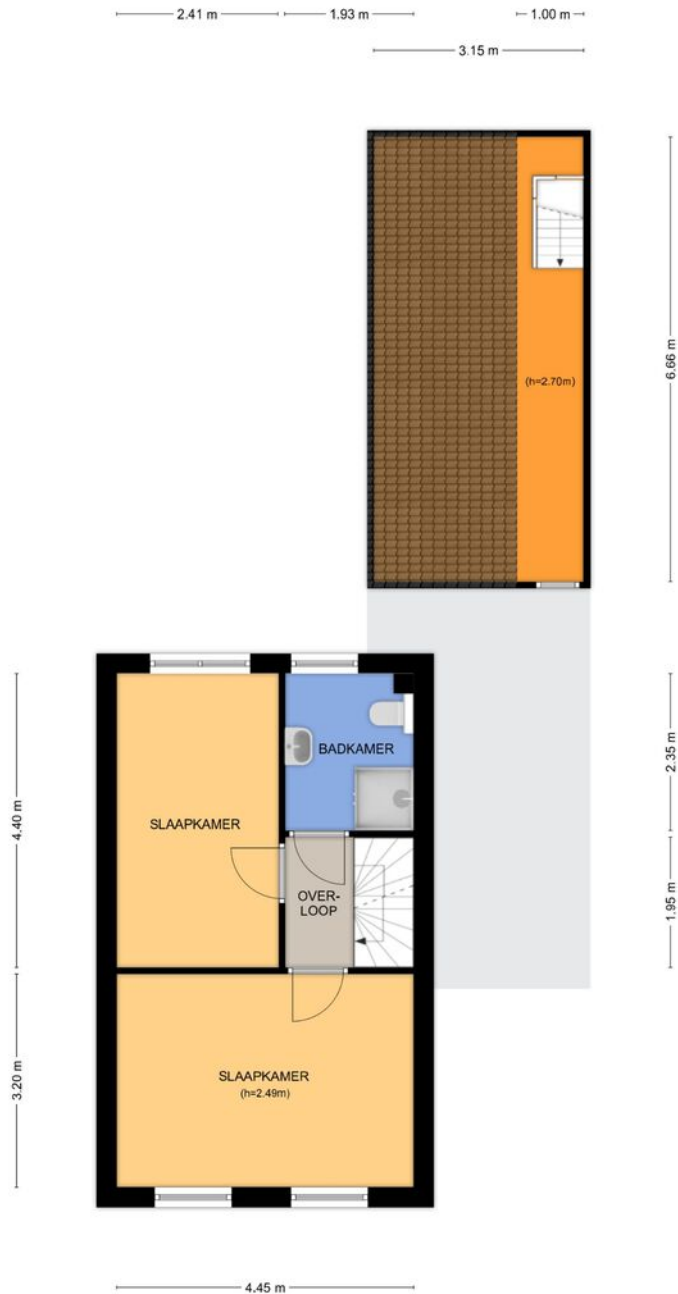 2.41 m
1.93 m
1.00 m
3.15 m
6.66 m
(h=2.70m)
4.40 m
2.35 m
BADKAMER
SLAAPKAMER
OVER-
LOOP
1.95 m
SLAAPKAMER
(h=2.49m)
3.20 m
4.45 m